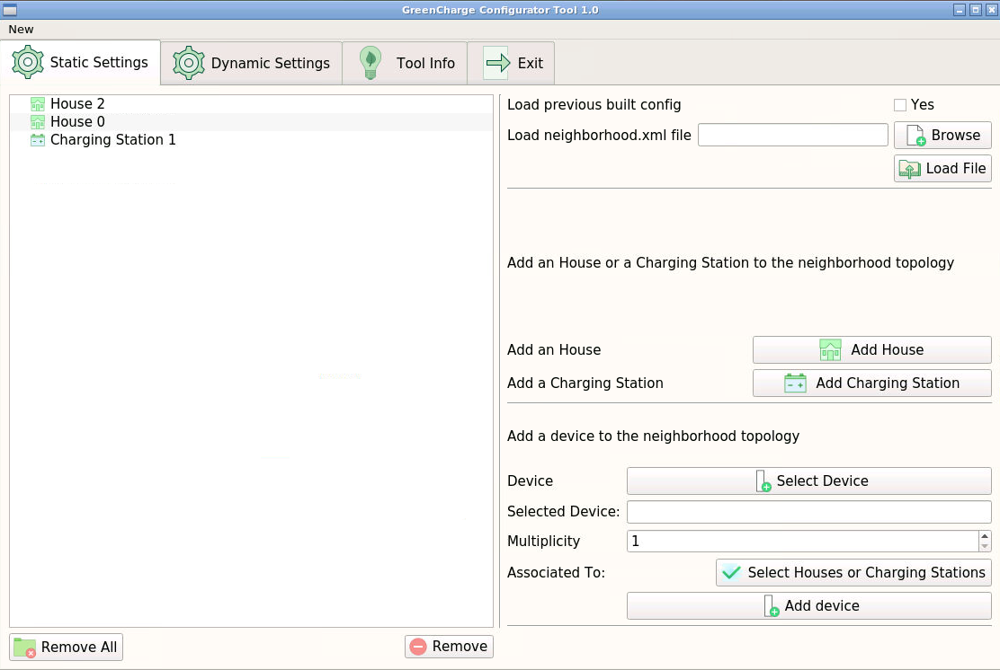 GreenCharge Configurator Tool 1.0
New
Static Settings
Dynamic Settings
Tool Info
Exit
House 2
House 0
Charging Station 1
Load previous built config
Yes
Load neighborhood.xml file
Browse
Load File
Add an House or a Charging Station to the neighborhood topology
Add an House
Add House
Add a Charging Station
Add Charging Station
Add a device to the neighborhood topology
Device
Select Device
Selected Device:
Multiplicity
1
Associated To:
Select Houses or Charging Stations
Add device
Remove All
Remove